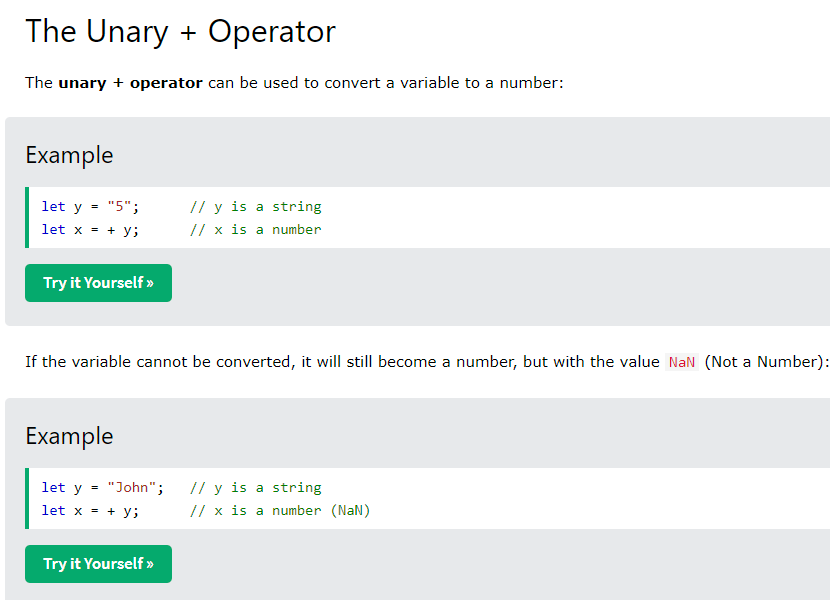 The Unary + Operator
The unary + operator can be used to convert a variable to a number:
Example
let y = "5";      // y is a string
let x = + y;      // x is a number
Try it Yourself »
If the variable cannot be converted, it will still become a number, but with the value NaN (Not a Number):
Example
let y = "John";   // y is a string
let x = + y;      // x is a number (NaN)
Try it Yourself »